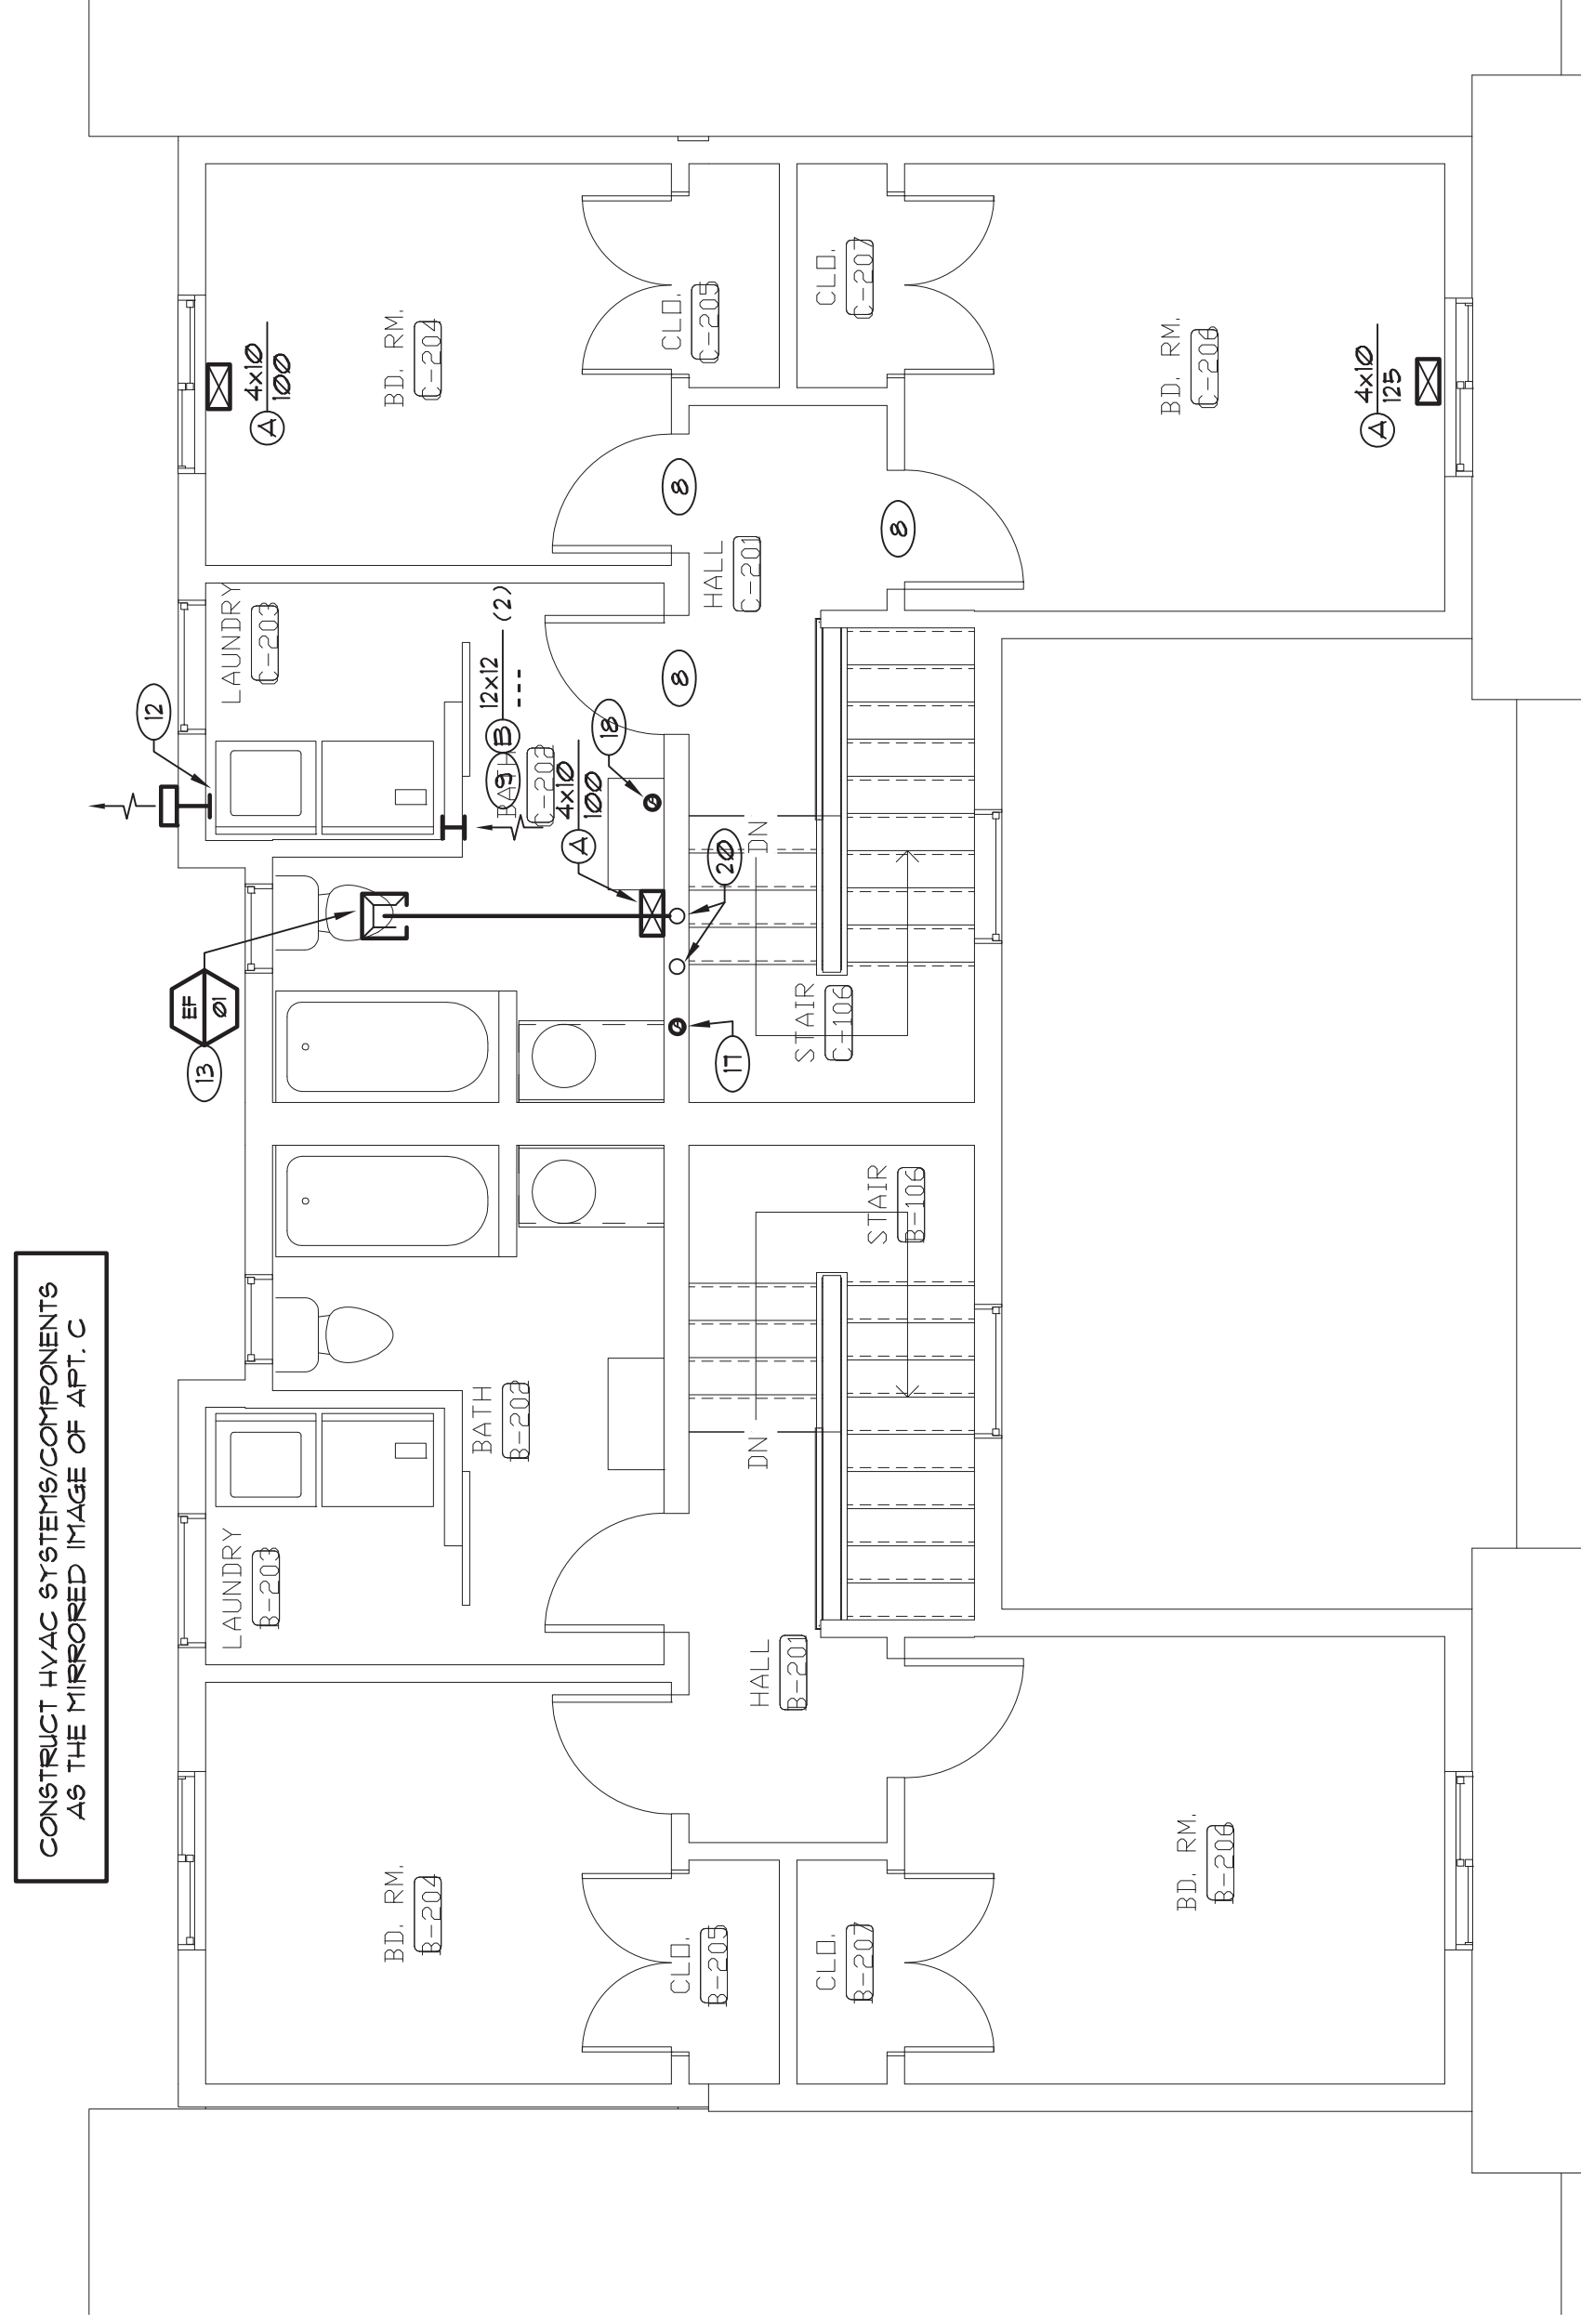 CONSTRUCT HVAC SYSTEMS/COMPONENTS
AS THE MIRRORED IMAGE OF APT. C
BD. RM.
B-204
CLO.
B-205
CLO.
B-207
BD. RM.
B-206
LAUNDRY
B-203
BATH
B-202
HALL
B-201
DN
STAIR
B-106
13
EF
01
12
LAUNDRY
C-203
BATH
C-202
9
B
12x12
---
(2)
A
4x10
100
18
20
17
DN
STAIR
C-106
8
HALL
C-201
8
8
A
4x10
100
BD. RM.
C-204
CLO.
C-205
CLO.
C-207
BD. RM.
C-206
A
4x10
125